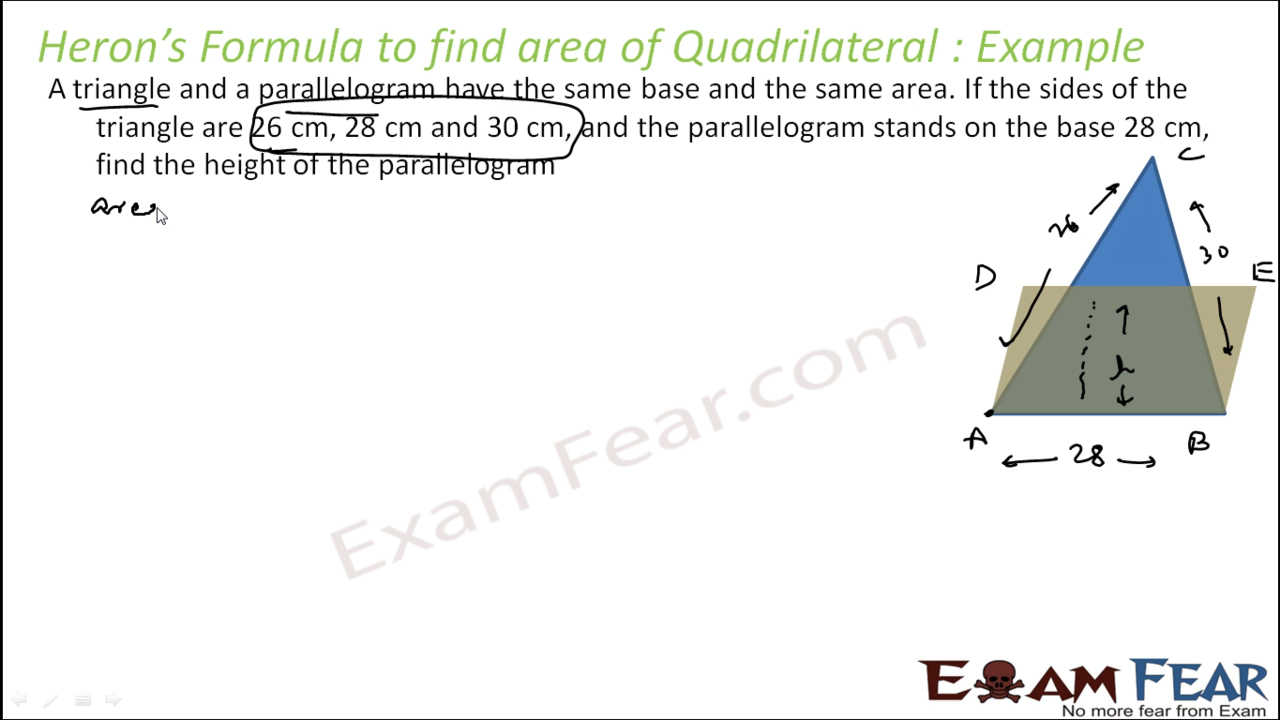 Heron's Formula to find area of Quadrilateral : Example
A triangle and a parallelogram have the same base and the same area. If the sides of the
triangle are 26 cm, 28 cm and 30 cm, and the parallelogram stands on the base 28 cm,
find the height of the parallelogram
area
C
26
30
D
E
h
A
B
28
ExamFear.com
EXAM FEAR
No more fear from Exam